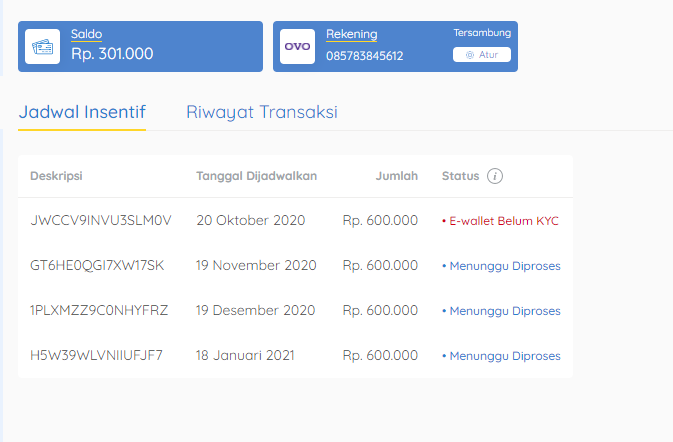 Saldo
Rp. 301.000
OVO
Rekening
085783845612
Tersambung
Atur
Jadwal Insentif
Riwayat Transaksi
Deskripsi Tanggal Dijadwalkan Jumlah Status i
JWCCV9INVU3SLM0V 20 Oktober 2020 Rp. 600.000 • E-wallet Belum KYC
GT6HE0QGI7XW17SK 19 November 2020 Rp. 600.000 • Menunggu Diproses
1PLXMZZ9C0NHYFRZ 19 Desember 2020 Rp. 600.000 • Menunggu Diproses
H5W39WLVNIIUFJF7 18 Januari 2021 Rp. 600.000 • Menunggu Diproses